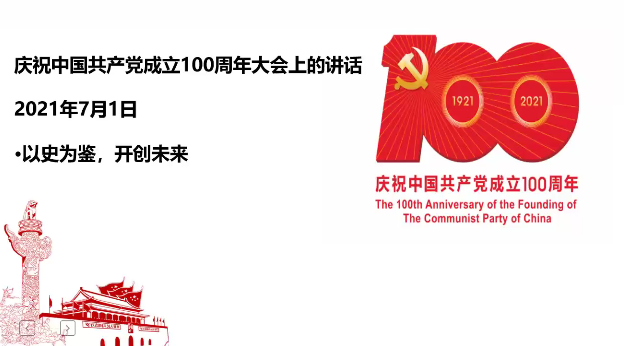 庆祝中国共产党成立100周年大会上的讲话
2021年7月1日
•以史为鉴，开创未来
1921
2021
庆祝中国共产党成立100周年
The 100th Anniversary of the Founding of
The Communist Party of China